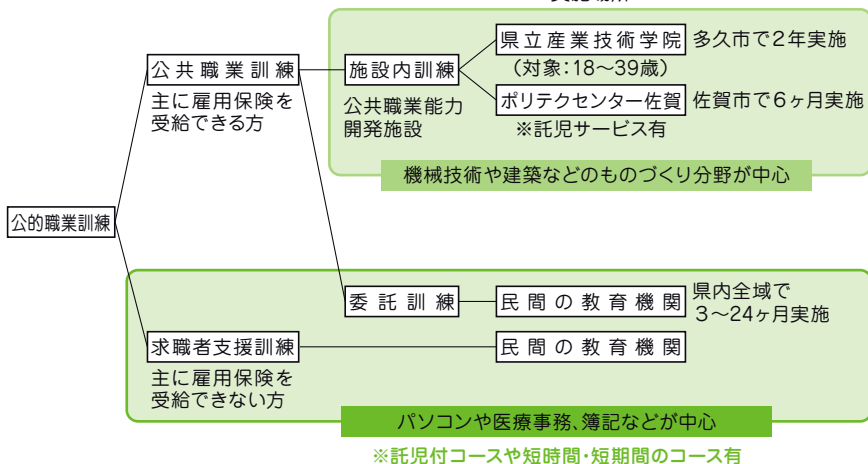 県立産業技術学院 多久市で2年実施
(対象：18～39歳)
公共職業訓練
施設内訓練
主に雇用保険を
受給できる方
公共職業能力
開発施設
ポリテクセンター佐賀 佐賀市で6ヶ月実施
※託児サービス有
機械技術や建築などのものづくり分野が中心
公的職業訓練
委託訓練
民間の教育機関
県内全域で
3～24ヶ月実施
求職者支援訓練
民間の教育機関
主に雇用保険を
受給できない方
パソコンや医療事務、簿記などが中心
※託児付コースや短時間・短期間のコース有